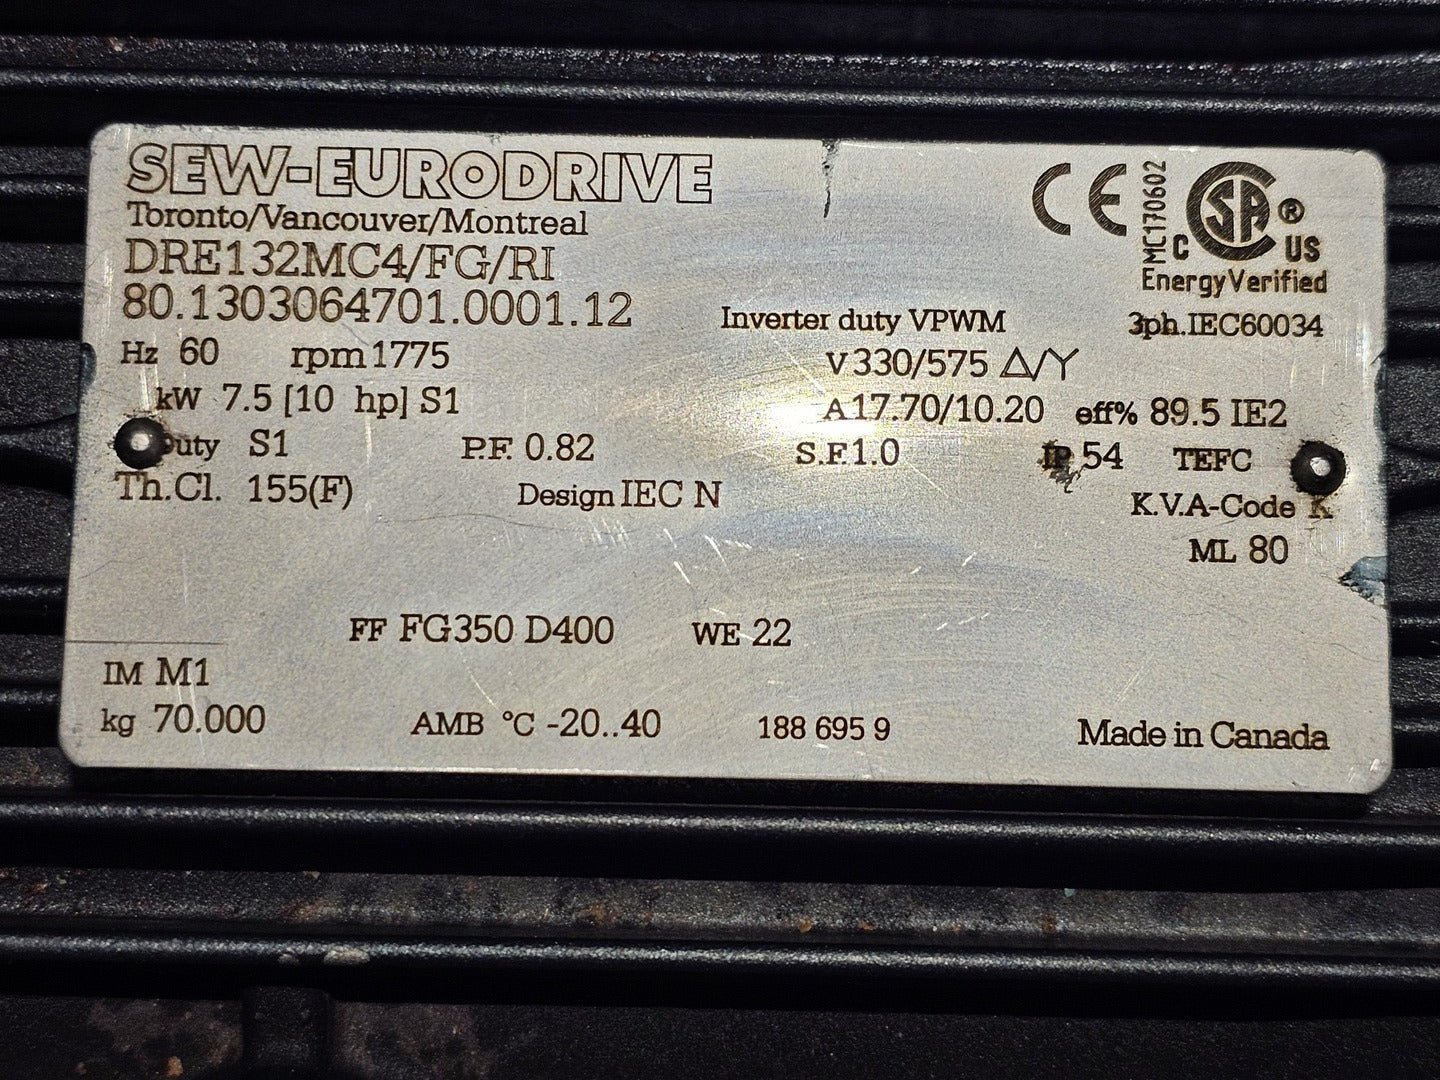 SEW-EURODRIVE
Toronto/Vancouver/Montreal
CE
MC170602
C CSA ® US
EnergyVerified
DRE132MC4/FG/RI
80.1303064701.0001.12
Inverter duty VPWM 3ph.IEC60034
Hz 60 rpm 1775 V 330/575 △/Y
kW 7.5 [10 hp] S1 A 17.70/10.20 eff% 89.5 IE2
Duty S1 P.F. 0.82 S.F. 1.0 IP 54 TEFC
Th.Cl. 155(F) Design IEC N K.V.A-Code K
ML 80
FF FG350 D400 WE 22
IM M1
kg 70.000 AMB °C -20..40 188 695 9 Made in Canada